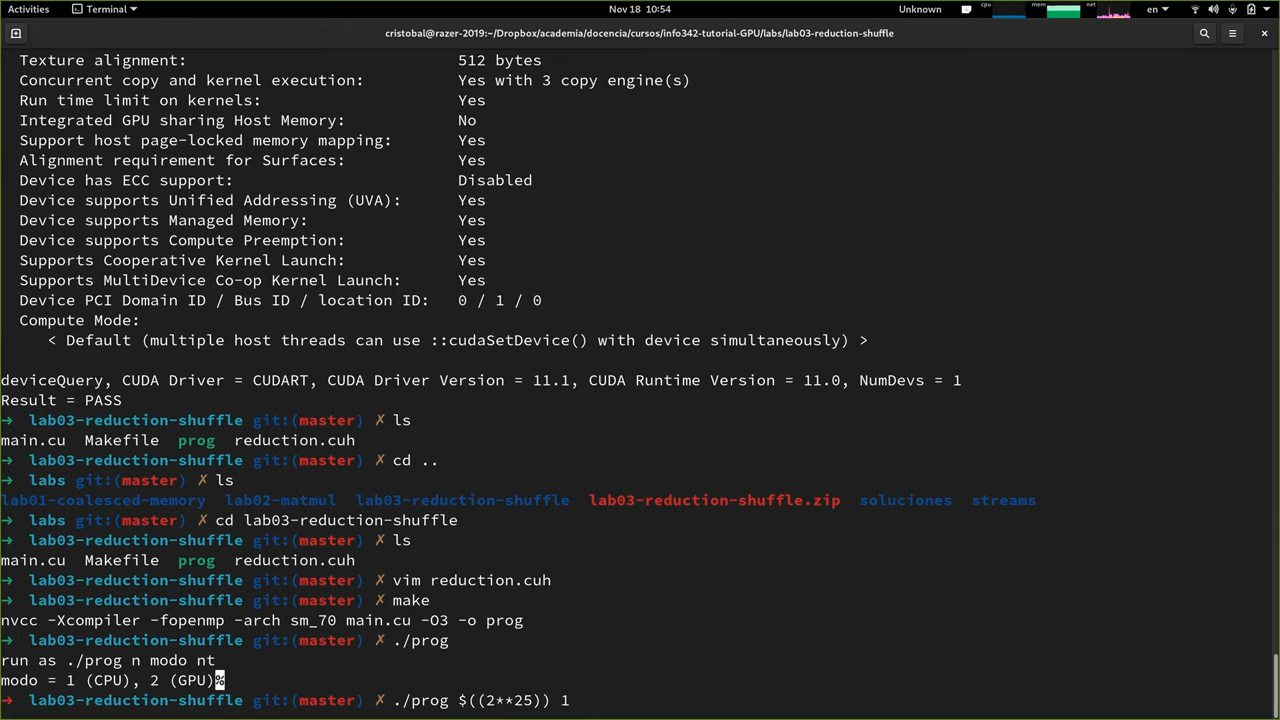 Activities Terminal Nov 18 10:54 Unknown cpu mem net en
cristobal@razer-2019:~/Dropbox/academia/docencia/cursos/info342-tutorial-GPU/labs/lab03-reduction-shuffle
Texture alignment: 512 bytes
Concurrent copy and kernel execution: Yes with 3 copy engine(s)
Run time limit on kernels: Yes
Integrated GPU sharing Host Memory: No
Support host page-locked memory mapping: Yes
Alignment requirement for Surfaces: Yes
Device has ECC support: Disabled
Device supports Unified Addressing (UVA): Yes
Device supports Managed Memory: Yes
Device supports Compute Preemption: Yes
Supports Cooperative Kernel Launch: Yes
Supports MultiDevice Co-op Kernel Launch: Yes
Device PCI Domain ID / Bus ID / location ID: 0 / 1 / 0
Compute Mode:
< Default (multiple host threads can use ::cudaSetDevice() with device simultaneously) >
deviceQuery, CUDA Driver = CUDART, CUDA Driver Version = 11.1, CUDA Runtime Version = 11.0, NumDevs = 1
Result = PASS
→ lab03-reduction-shuffle git:(master) ✗ ls
main.cu Makefile prog reduction.cuh
→ lab03-reduction-shuffle git:(master) ✗ cd ..
→ labs git:(master) ✗ ls
lab01-coalesced-memory lab02-matmul lab03-reduction-shuffle lab03-reduction-shuffle.zip soluciones streams
→ labs git:(master) ✗ cd lab03-reduction-shuffle
→ lab03-reduction-shuffle git:(master) ✗ ls
main.cu Makefile prog reduction.cuh
→ lab03-reduction-shuffle git:(master) ✗ vim reduction.cuh
→ lab03-reduction-shuffle git:(master) ✗ make
nvcc -Xcompiler -fopenmp -arch sm_70 main.cu -O3 -o prog
→ lab03-reduction-shuffle git:(master) ✗ ./prog
run as ./prog n modo nt
modo = 1 (CPU), 2 (GPU)%
→ lab03-reduction-shuffle git:(master) ✗ ./prog $((2**25)) 1